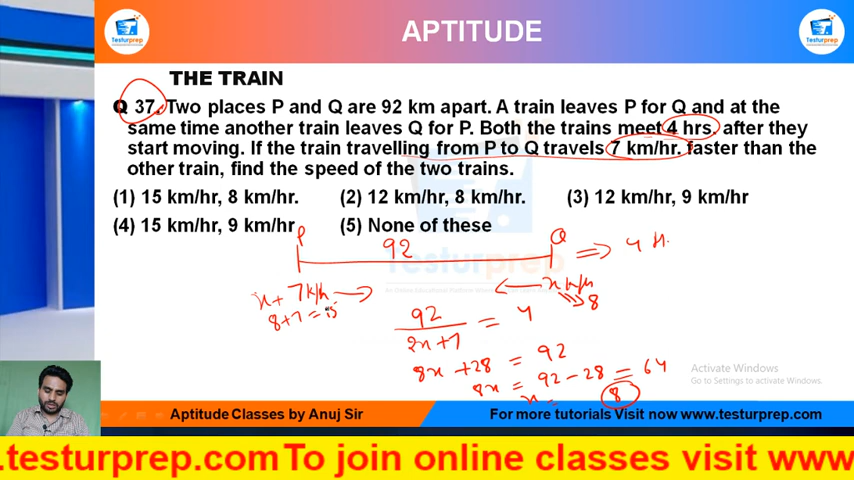 Testurprep
APTITUDE
Testurprep
THE TRAIN
Q 37. Two places P and Q are 92 km apart. A train leaves P for Q and at the
same time another train leaves Q for P. Both the trains meet 4 hrs. after they
start moving. If the train travelling from P to Q travels 7 km/hr. faster than the
other train, find the speed of the two trains.
(1) 15 km/hr, 8 km/hr. (2) 12 km/hr, 8 km/hr. (3) 12 km/hr, 9 km/hr
(4) 15 km/hr, 9 km/hr (5) None of these
P 92 Q ⇒ 4 H.
Testurprep
x + 7 k/h → ← x k/h
8+7=15 ⇒ 8
92 / 2x+7 = 4
8x + 28 = 92
8x = 92 - 28 = 64
x = 8
Activate Windows
Go to Settings to activate Windows.
Aptitude Classes by Anuj Sir For more tutorials Visit now www.testurprep.com
.testurprep.com To join online classes visit www